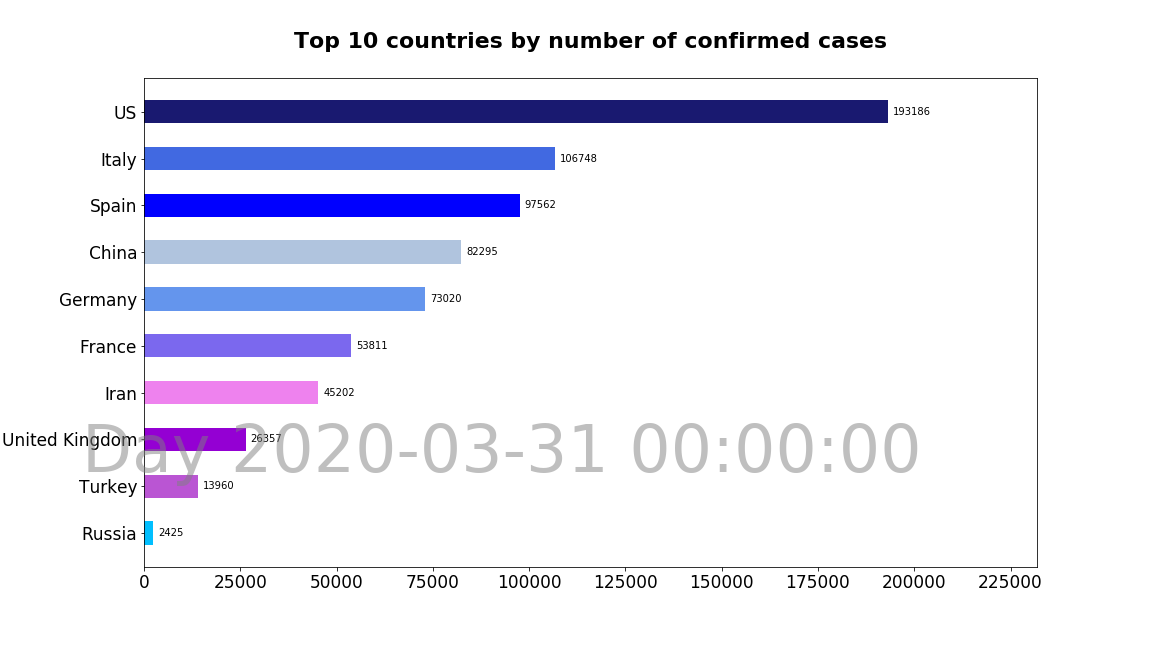 Top 10 countries by number of confirmed cases
US 193186
Italy 106748
Spain 97562
China 82295
Germany 73020
France 53811
Iran 45202
United Kingdom 26357
Day 2020-03-31 00:00:00
Turkey 13960
Russia 2425
0 25000 50000 75000 100000 125000 150000 175000 200000 225000